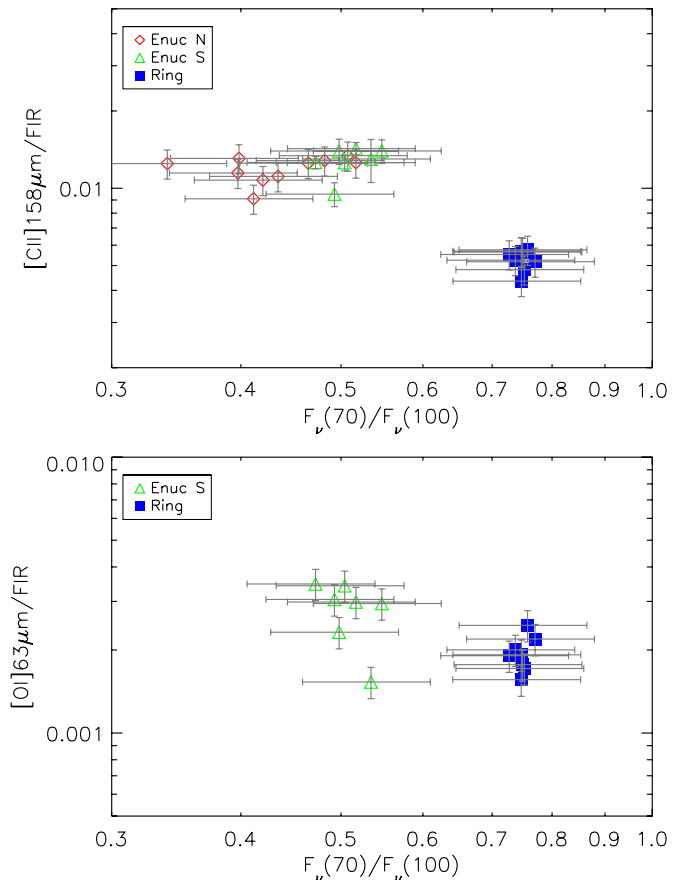 Enuc N
Enuc S
Ring
[CII]158μm/FIR
0.01
0.3 0.4 0.5 0.6 0.7 0.8 0.9 1.0
Fν(70)/Fν(100)
0.010
Enuc S
Ring
[OI]63μm/FIR
0.001
0.3 0.4 0.5 0.6 0.7 0.8 0.9 1.0
Fν(70)/Fν(100)